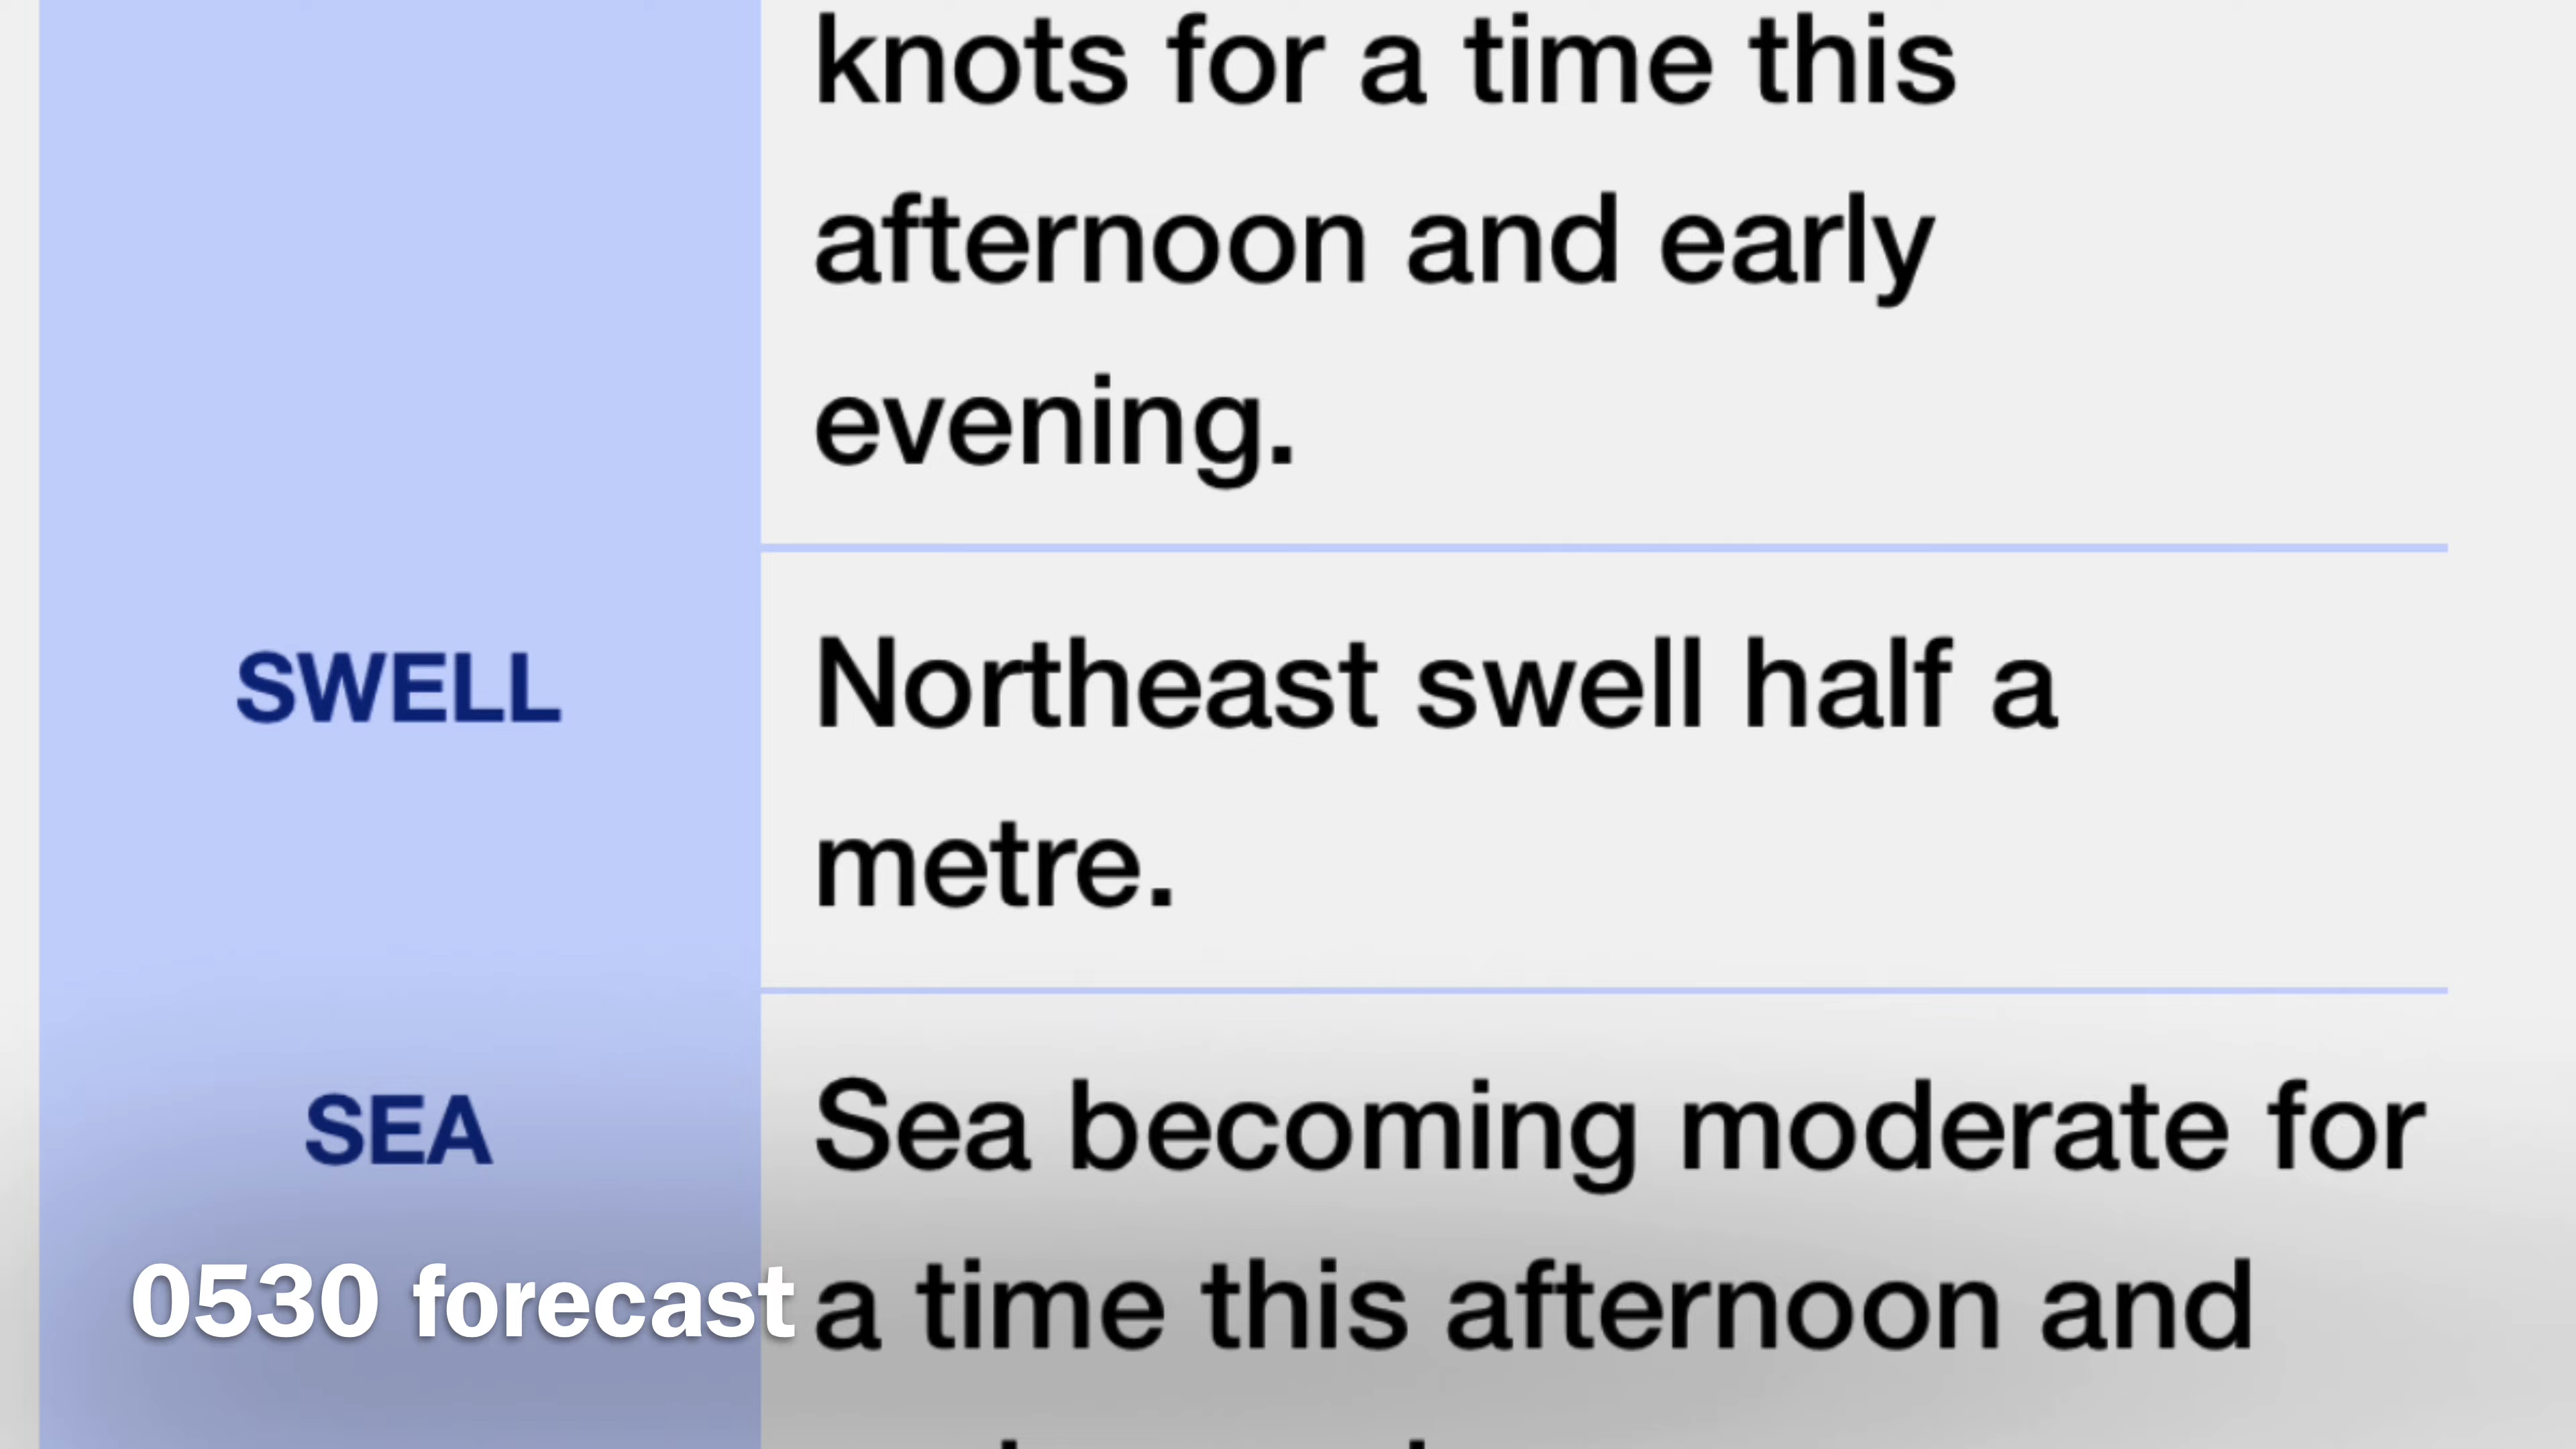 knots for a time this
afternoon and early
evening.
SWELL
Northeast swell half a
metre.
SEA
Sea becoming moderate for
a time this afternoon and
0530 forecast